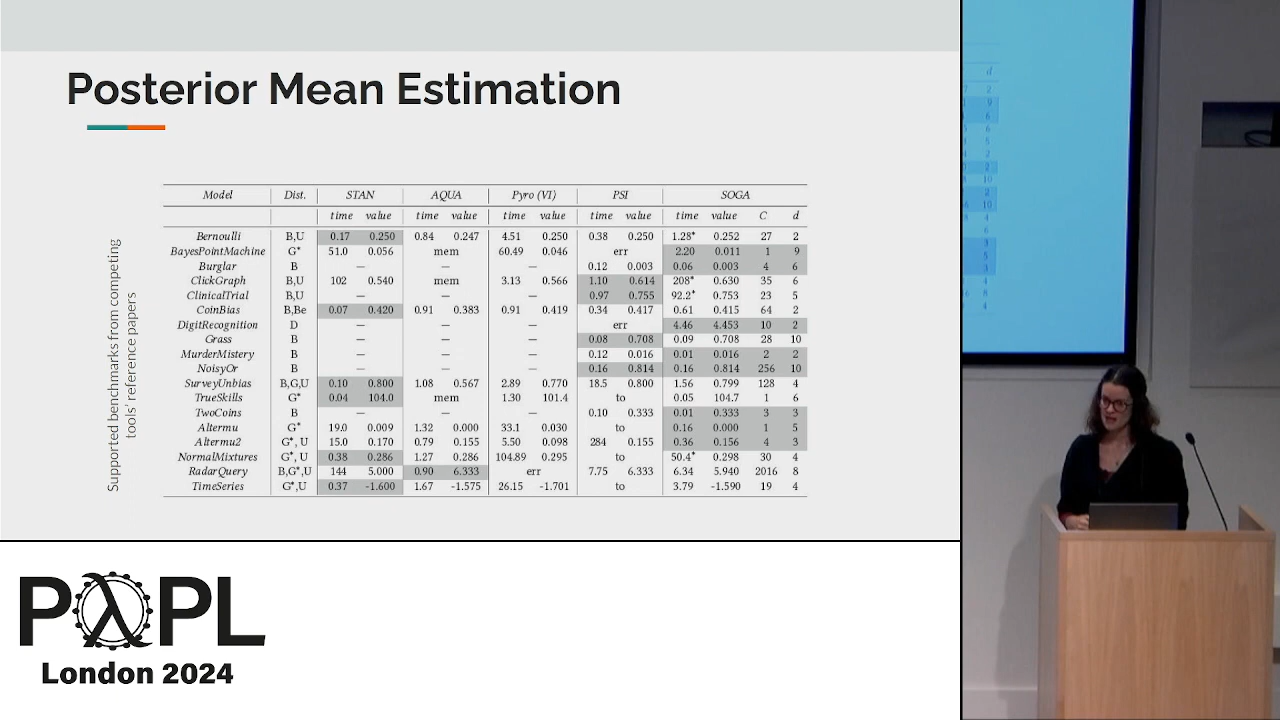 Posterior Mean Estimation
Supported benchmarks from competing
tools' reference papers
Model Dist. STAN AQUA Pyro (VI) PSI SOGA
time value time value time value time value time value C d
Bernoulli B,U 0.17 0.250 0.84 0.247 4.51 0.250 0.38 0.250 1.28* 0.252 27 2
BayesPointMachine G* 51.0 0.056 mem 60.49 0.046 err 2.20 0.011 1 9
Burglar B — — — 0.12 0.003 0.06 0.003 4 6
ClickGraph B,U 102 0.540 mem 3.13 0.566 1.10 0.614 208* 0.630 35 6
ClinicalTrial B,U — — — 0.97 0.755 92.2* 0.753 23 5
CoinBias B,Be 0.07 0.420 0.91 0.383 0.91 0.419 0.34 0.417 0.61 0.415 64 2
DigitRecognition D — — — err 4.46 4.453 10 2
Grass B — — — 0.08 0.708 0.09 0.708 28 10
MurderMistery B — — — 0.12 0.016 0.01 0.016 2 2
NoisyOr B — — — 0.16 0.814 0.16 0.814 256 10
SurveyUnbias B,G,U 0.10 0.800 1.08 0.567 2.89 0.770 18.5 0.800 1.56 0.799 128 4
TrueSkills G* 0.04 104.0 mem 1.30 101.4 to 0.05 104.7 1 6
TwoCoins B — — — 0.10 0.333 0.01 0.333 3 3
Altermu G* 19.0 0.009 1.32 0.000 33.1 0.030 to 0.16 0.000 1 5
Altermu2 G*, U 15.0 0.170 0.79 0.155 5.50 0.098 284 0.155 0.36 0.156 4 3
NormalMixtures G*, U 0.38 0.286 1.27 0.286 104.89 0.295 to 50.4* 0.298 30 4
RadarQuery B,G*,U 144 5.000 0.90 6.333 err 7.75 6.333 6.34 5.940 2016 8
TimeSeries G*,U 0.37 -1.600 1.67 -1.575 26.15 -1.701 to 3.79 -1.590 19 4
PλPL
London 2024